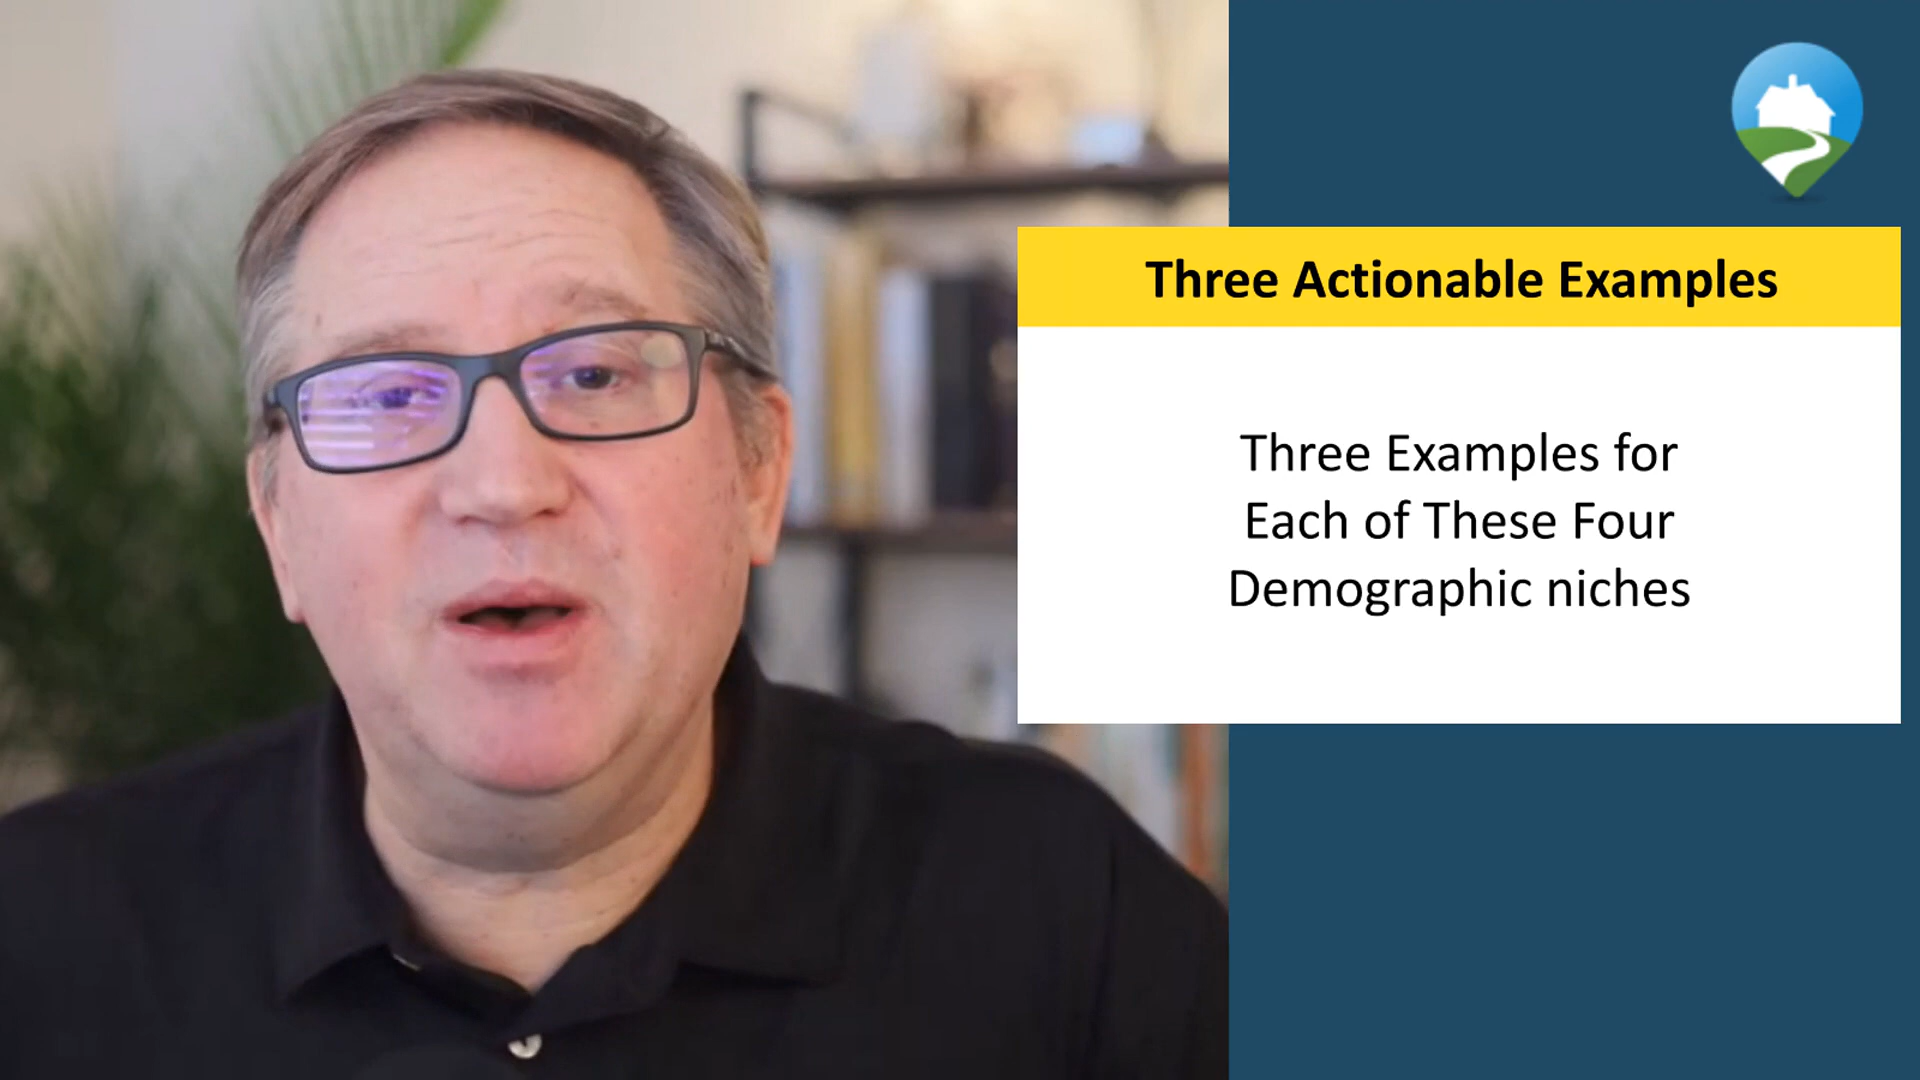 Three Actionable Examples
Three Examples for
Each of These Four
Demographic niches